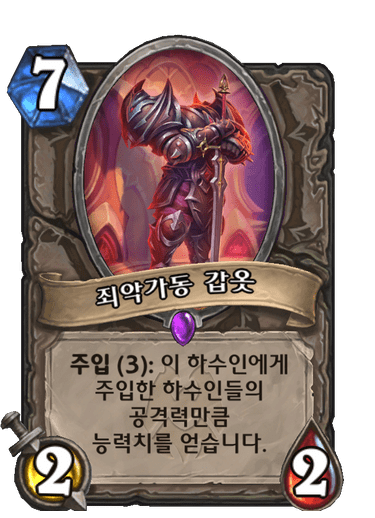 7
죄악가동 갑옷
주입 (3): 이 하수인에게
주입한 하수인들의
공격력만큼
능력치를 얻습니다.
2
2